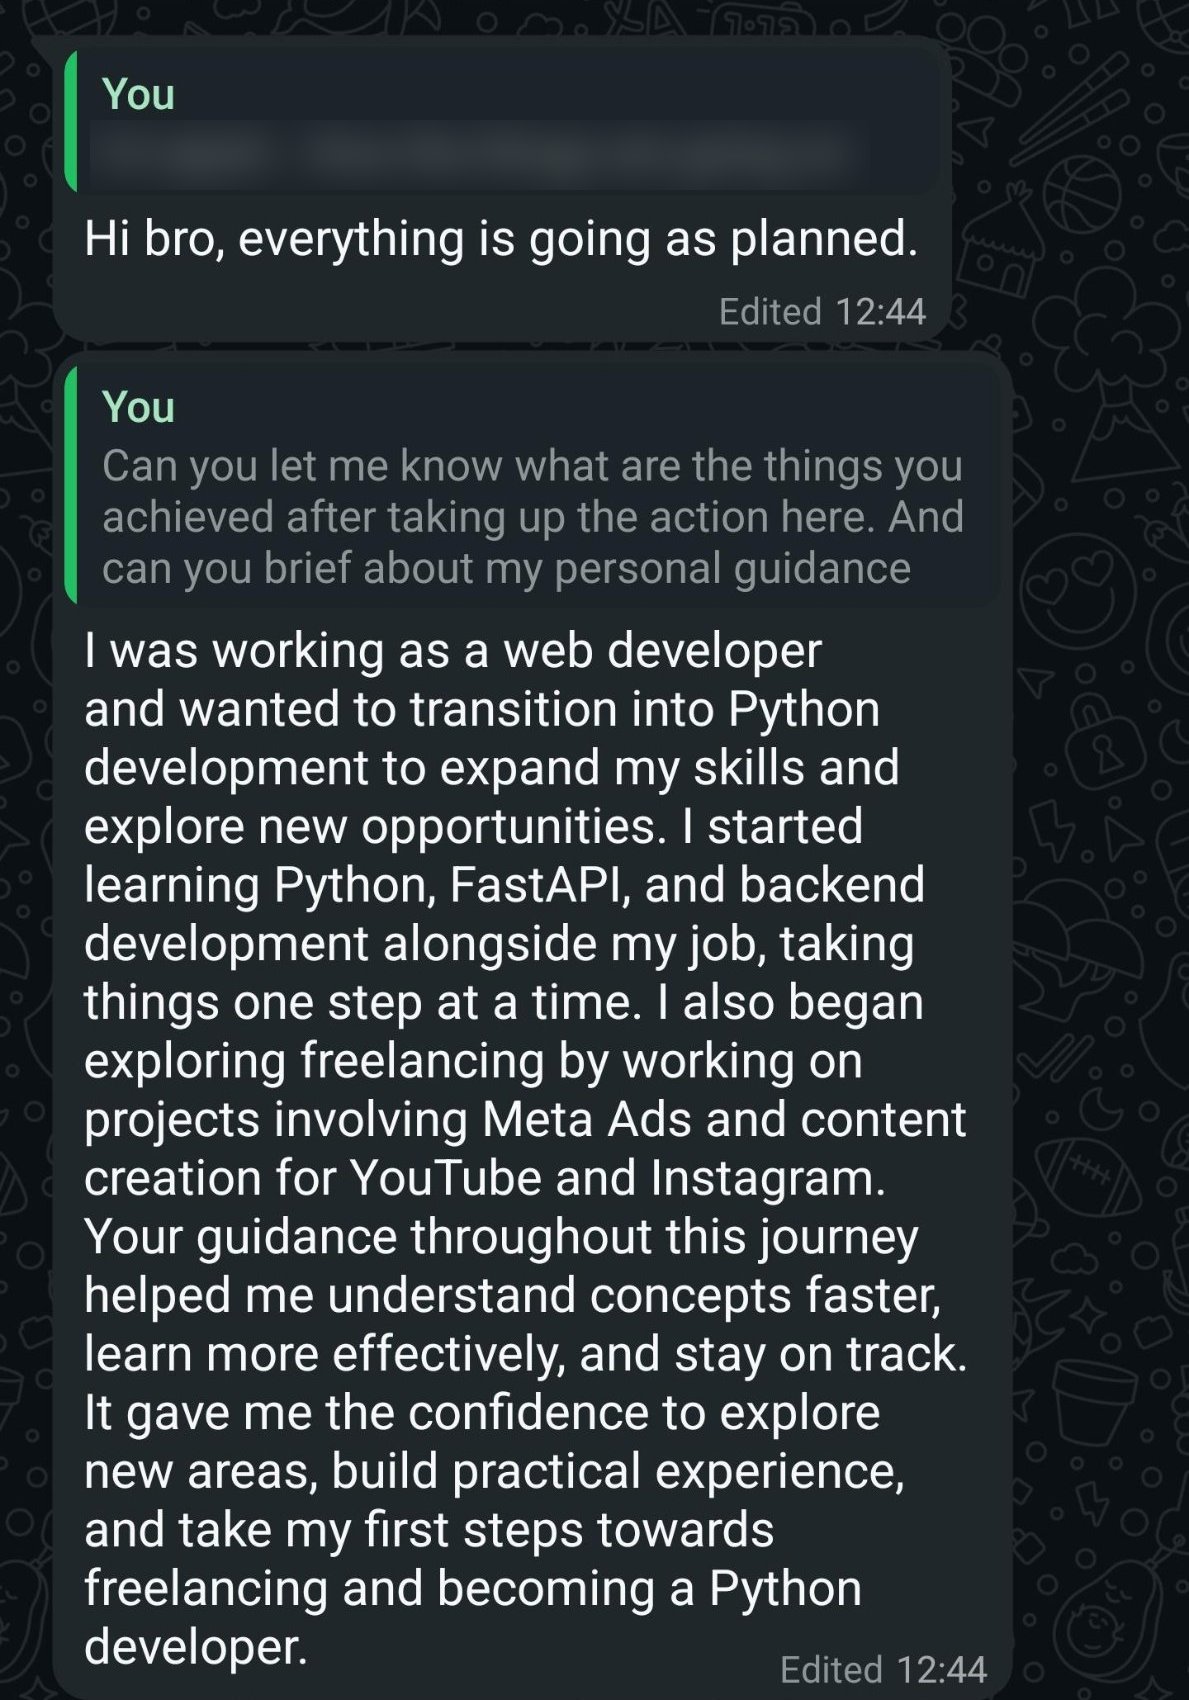 You
Hi bro, everything is going as planned.
Edited 12:44
You
Can you let me know what are the things you
achieved after taking up the action here. And
can you brief about my personal guidance
I was working as a web developer
and wanted to transition into Python
development to expand my skills and
explore new opportunities. I started
learning Python, FastAPI, and backend
development alongside my job, taking
things one step at a time. I also began
exploring freelancing by working on
projects involving Meta Ads and content
creation for YouTube and Instagram.
Your guidance throughout this journey
helped me understand concepts faster,
learn more effectively, and stay on track.
It gave me the confidence to explore
new areas, build practical experience,
and take my first steps towards
freelancing and becoming a Python
developer.
Edited 12:44